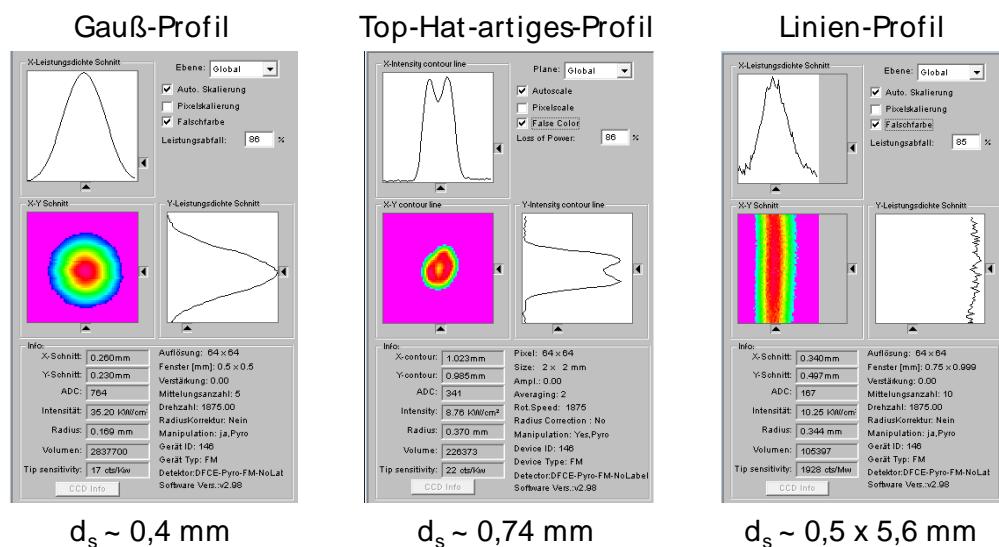 Gauß-Profil
X-Leistungsdichte Schnitt
Ebene: Global
Auto. Skalierung
Pixelskalierung
Falschfarbe
Leistungsabfall: 86 %
X-Y Schnitt
Y-Leistungsdichte Schnitt
Info:
X-Schnitt: 0.260mm
Y-Schnitt: 0.230mm
ADC: 764
Intensität: 35.20 KW/cm
Radius: 0.169 mm
Volumen: 2837700
Tip sensitivity: 17 cts/Kw
CCD Info
Auflösung: 64 x 64
Fenster [mm]: 0.5 x 0.5
Verstärkung: 0.00
Mittelungsanzahl: 5
Drehzahl: 1875.00
RadiusKorrektur: Nein
Manipulation: ja,Pyro
Gerät ID: 146
Gerät Typ: FM
Detektor:DFCE-Pyro-FM-NoLat
Software Vers.:v2.98
dₛ ~ 0,4 mm
Top-Hat-artiges-Profil
X-Intensity contour line
Plane: Global
Autoscale
Pixelscale
False Color
Loss of Power: 86 %
X-Y contour line
Y-Intensity contour line
Info:
X-contour: 1.023mm
Y-contour: 0.985mm
ADC: 341
Intensity: 8.76 KW/cm²
Radius: 0.370 mm
Volume: 226373
Tip sensitivity: 22 cts/Kw
CCD Info
Pixel: 64 x 64
Size: 2 x 2 mm
Ampl.: 0.00
Averaging: 2
Rot.Speed: 1875
Radius Correction : No
Manipulation: Yes,Pyro
Device ID: 146
Device Type: FM
Detector:DFCE-Pyro-FM-NoLabel
Software Vers.:v2.98
dₛ ~ 0,74 mm
Linien-Profil
X-Leistungsdichte Schnitt
Ebene: Global
Auto. Skalierung
Pixelskalierung
Falschfarbe
Leistungsabfall: 85 %
X-Y Schnitt
Y-Leistungsdichte Schnitt
Info:
X-Schnitt: 0.340mm
Y-Schnitt: 0.497mm
ADC: 167
Intensität: 10.25 KW/cm
Radius: 0.344 mm
Volumen: 105397
Tip sensitivity: 1928 cts/Mw
CCD Info
Auflösung: 64 x 64
Fenster [mm]: 0.75 x 0.999
Verstärkung: 0.00
Mittelungsanzahl: 10
Drehzahl: 1875.00
RadiusKorrektur: Nein
Manipulation: ja,Pyro
Gerät ID: 146
Gerät Typ: FM
Detektor:DFCE-Pyro-FM-NoLat
Software Vers.:v2.98
dₛ ~ 0,5 x 5,6 mm